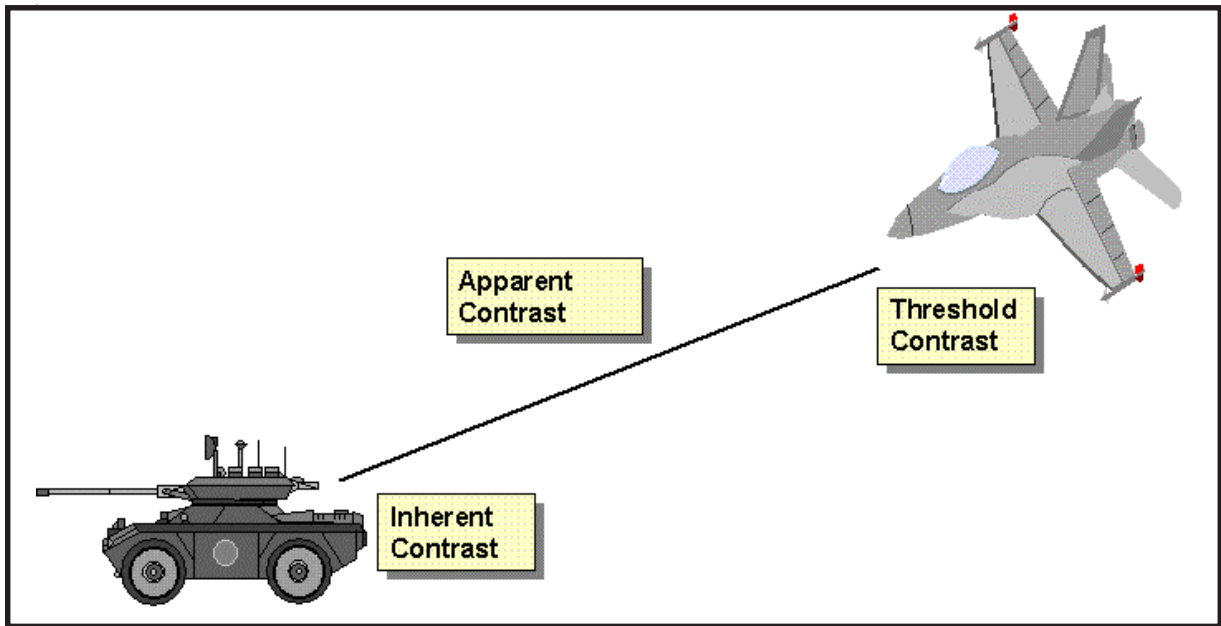 Apparent
Contrast
Threshold
Contrast
Inherent
Contrast